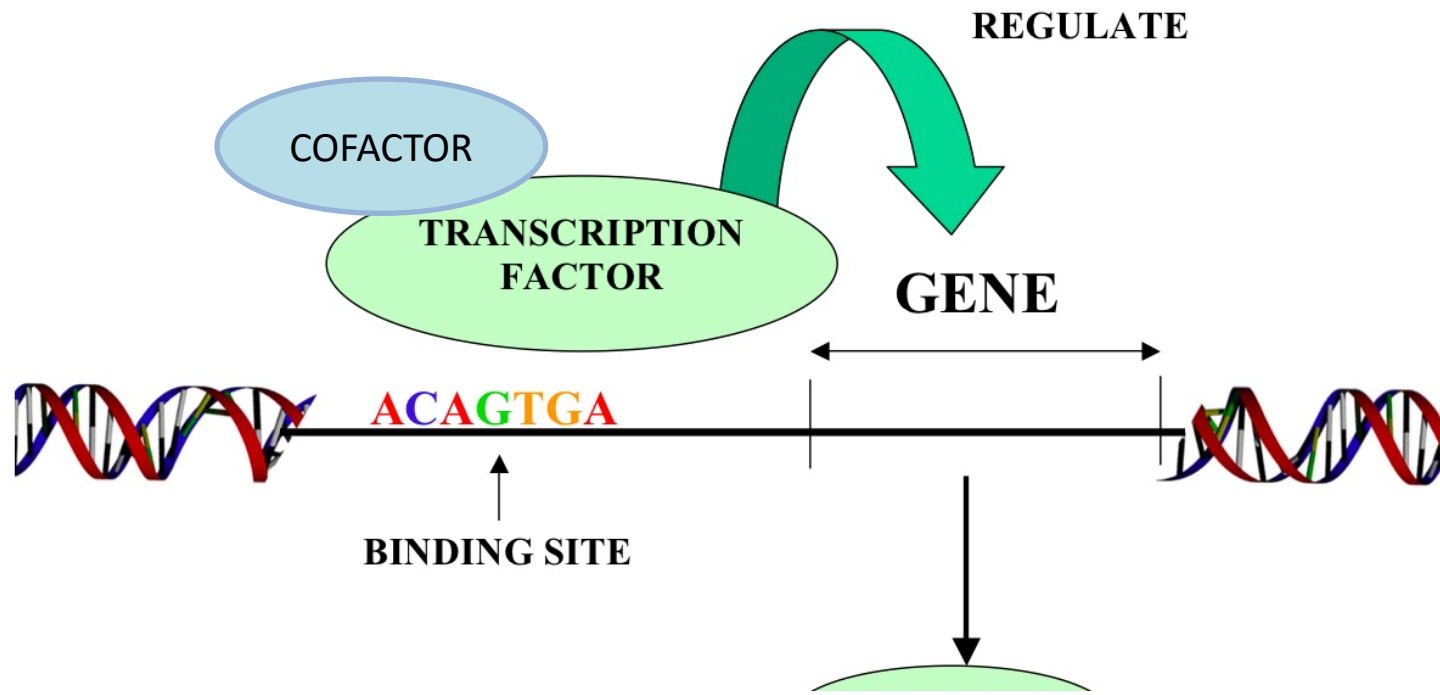 REGULATE
COFACTOR
TRANSCRIPTION
FACTOR
GENE
ACAGTGA
BINDING SITE